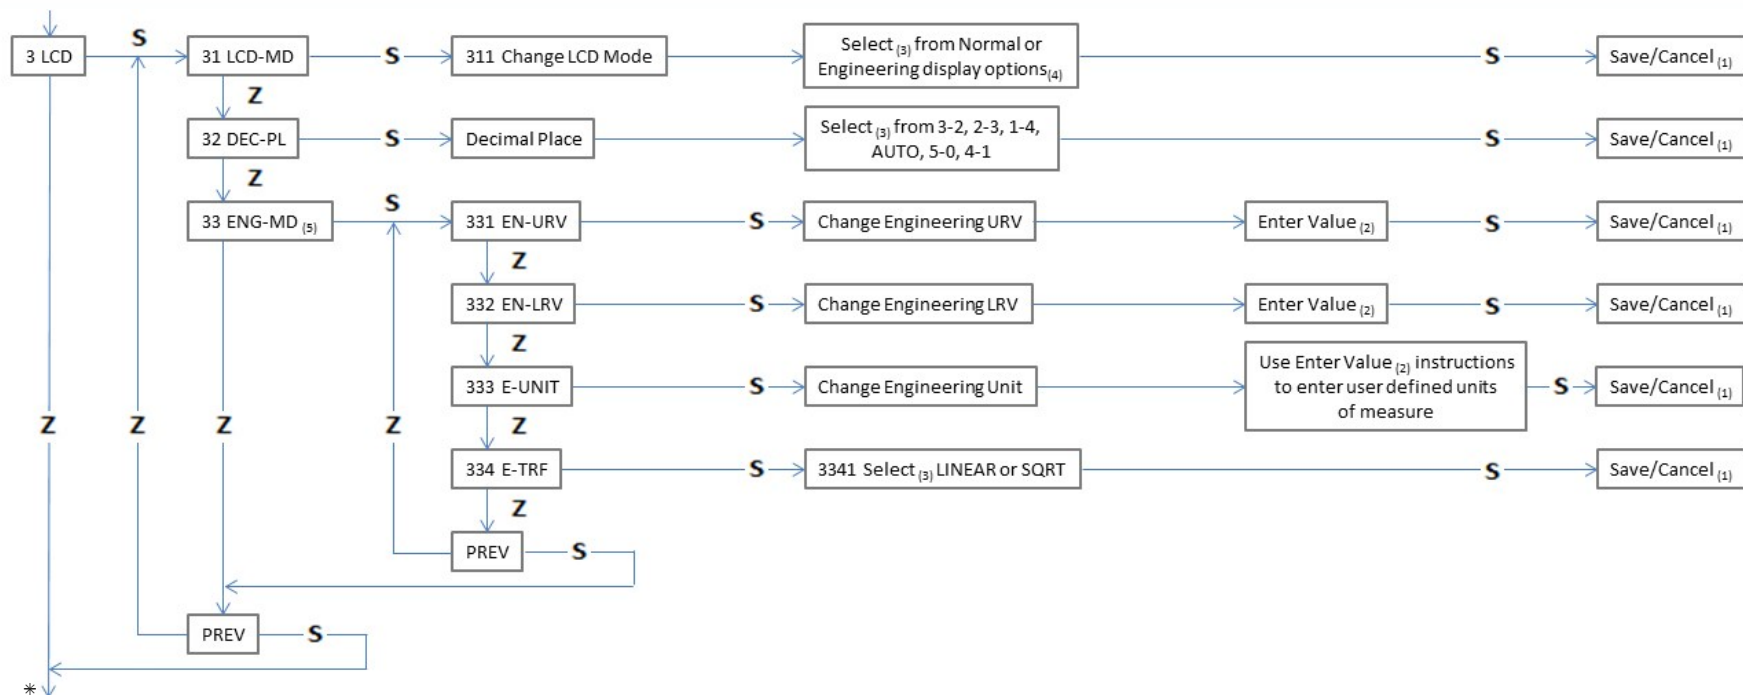 3 LCD
S
31 LCD-MD
S
311 Change LCD Mode
Select (3) from Normal or
Engineering display options(4)
S
Save/Cancel (1)
Z
32 DEC-PL
S
Decimal Place
Select (3) from 3-2, 2-3, 1-4,
AUTO, 5-0, 4-1
S
Save/Cancel (1)
Z
33 ENG-MD (5)
S
331 EN-URV
S
Change Engineering URV
Enter Value (2)
S
Save/Cancel (1)
Z
332 EN-LRV
S
Change Engineering LRV
Enter Value (2)
S
Save/Cancel (1)
Z
333 E-UNIT
S
Change Engineering Unit
Use Enter Value (2) instructions
to enter user defined units
of measure
S
Save/Cancel (1)
Z
Z
Z
Z
Z
334 E-TRF
S
3341 Select (3) LINEAR or SQRT
S
Save/Cancel (1)
Z
PREV
S
PREV
S
*